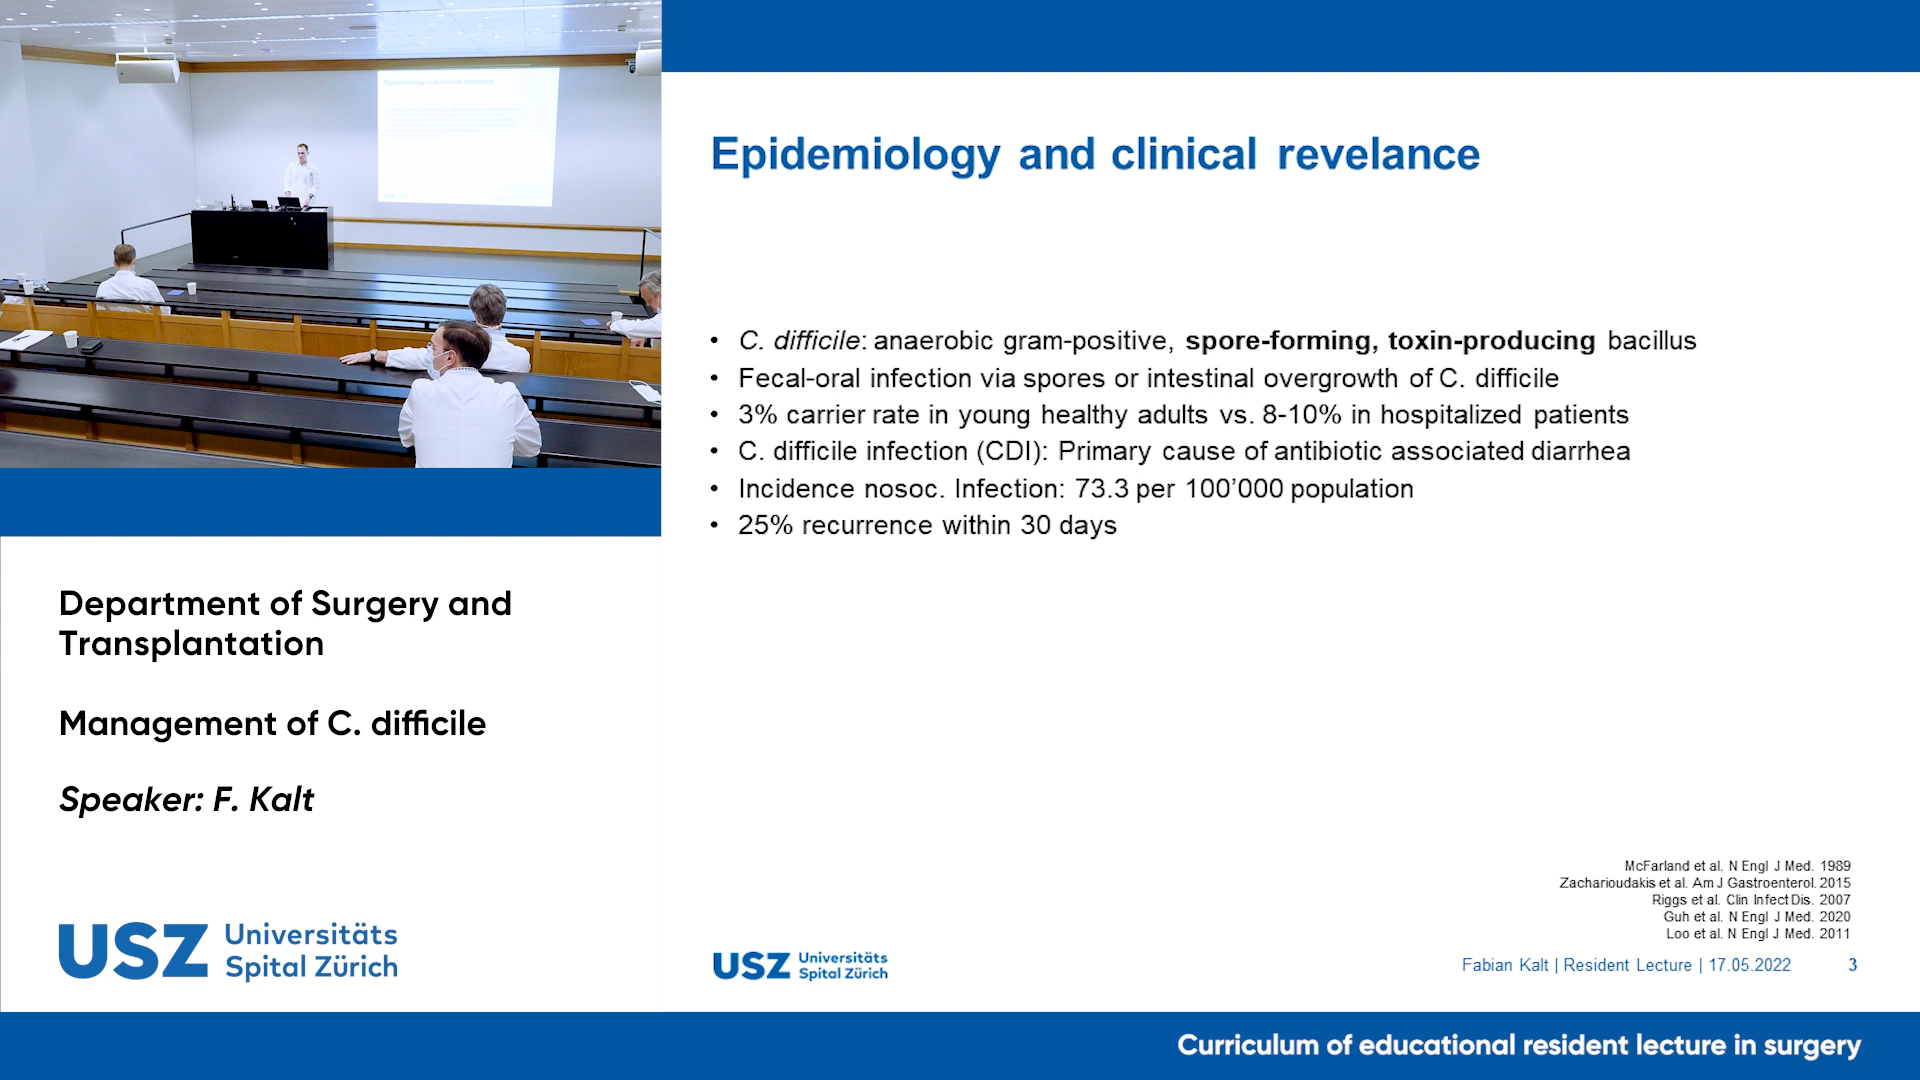 Epidemiology and clinical revelance
• C. difficile: anaerobic gram-positive, spore-forming, toxin-producing bacillus
• Fecal-oral infection via spores or intestinal overgrowth of C. difficile
• 3% carrier rate in young healthy adults vs. 8-10% in hospitalized patients
• C. difficile infection (CDI): Primary cause of antibiotic associated diarrhea
• Incidence nosoc. Infection: 73.3 per 100’000 population
• 25% recurrence within 30 days
McFarland et al. N Engl J Med. 1989
Zacharioudakis et al. Am J Gastroenterol. 2015
Riggs et al. Clin Infect Dis. 2007
Guh et al. N Engl J Med. 2020
Loo et al. N Engl J Med. 2011
USZ Universitäts
Spital Zürich
Fabian Kalt | Resident Lecture | 17.05.2022 3
Department of Surgery and
Transplantation
Management of C. difficile
Speaker: F. Kalt
USZ Universitäts
Spital Zürich
Curriculum of educational resident lecture in surgery